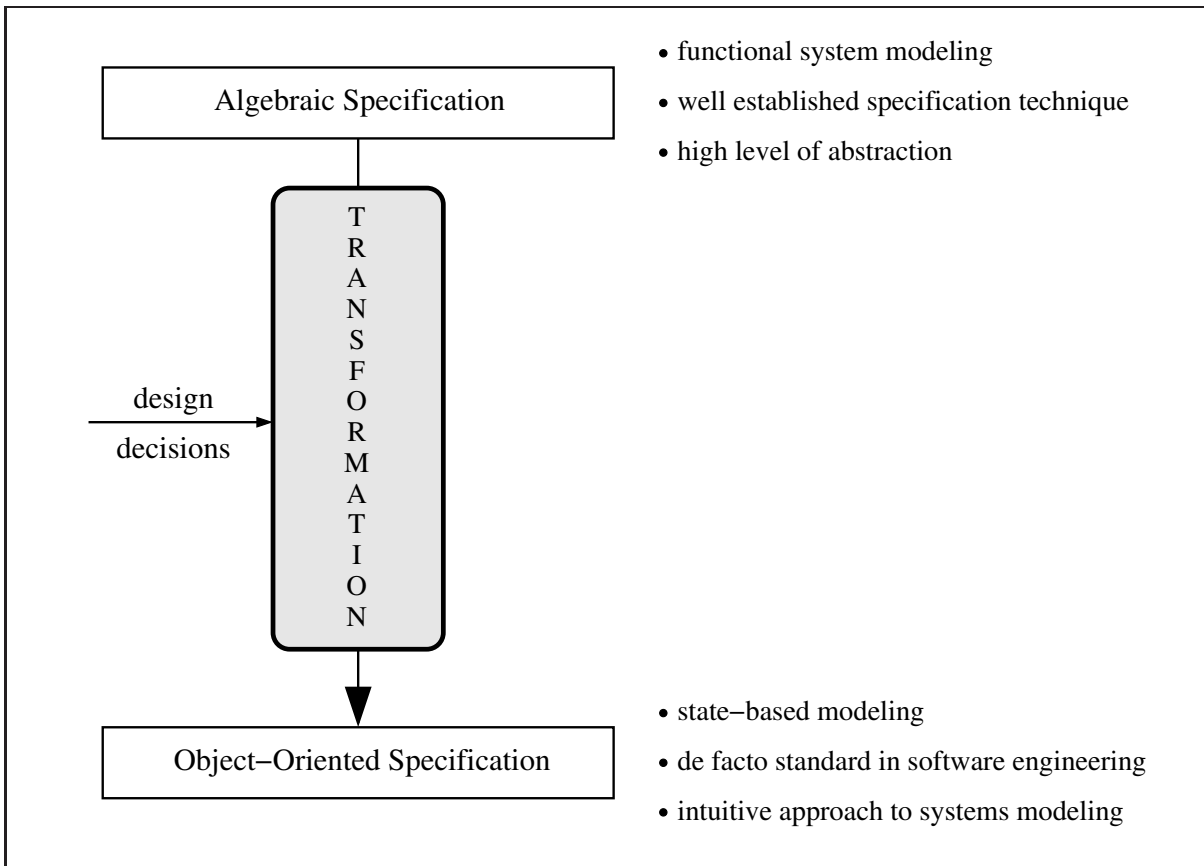 • functional system modeling
Algebraic Specification
• well established specification technique
• high level of abstraction
T
R
A
N
S
F
O
R
M
A
T
I
O
N
design
decisions
• state−based modeling
Object−Oriented Specification
• de facto standard in software engineering
• intuitive approach to systems modeling